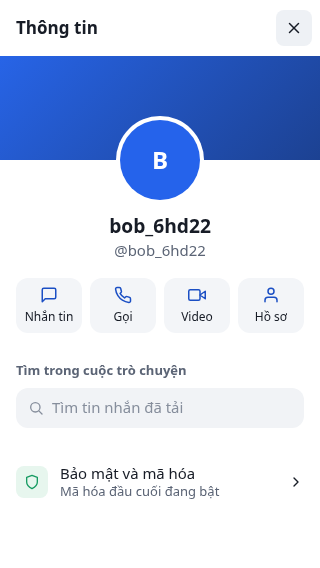 Thông tin
B
bob_6hd22
@bob_6hd22
Nhắn tin
Gọi
Video
Hồ sơ
Tìm trong cuộc trò chuyện
Tìm tin nhắn đã tải
Bảo mật và mã hóa
Mã hóa đầu cuối đang bật